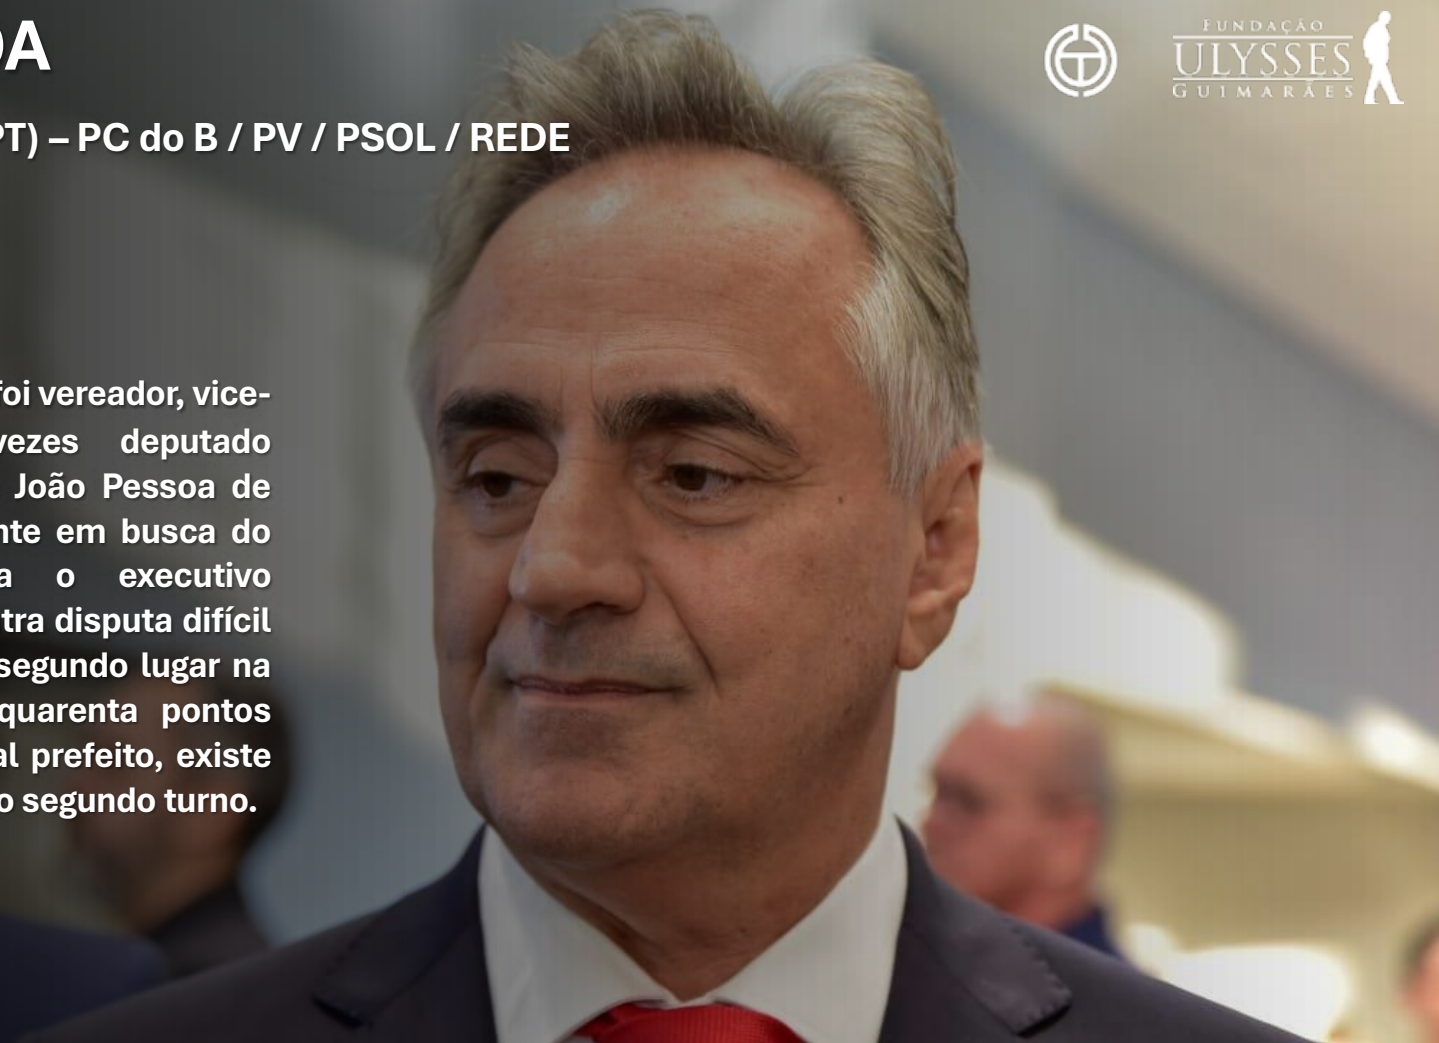 DA
FUNDAÇÃO
ULYSSES
GUIMARÃES
PT) – PC do B / PV / PSOL / REDE
foi vereador, vice-
vezes deputado
João Pessoa de
nte em busca do
a o executivo
tra disputa difícil
segundo lugar na
quarenta pontos
al prefeito, existe
o segundo turno.